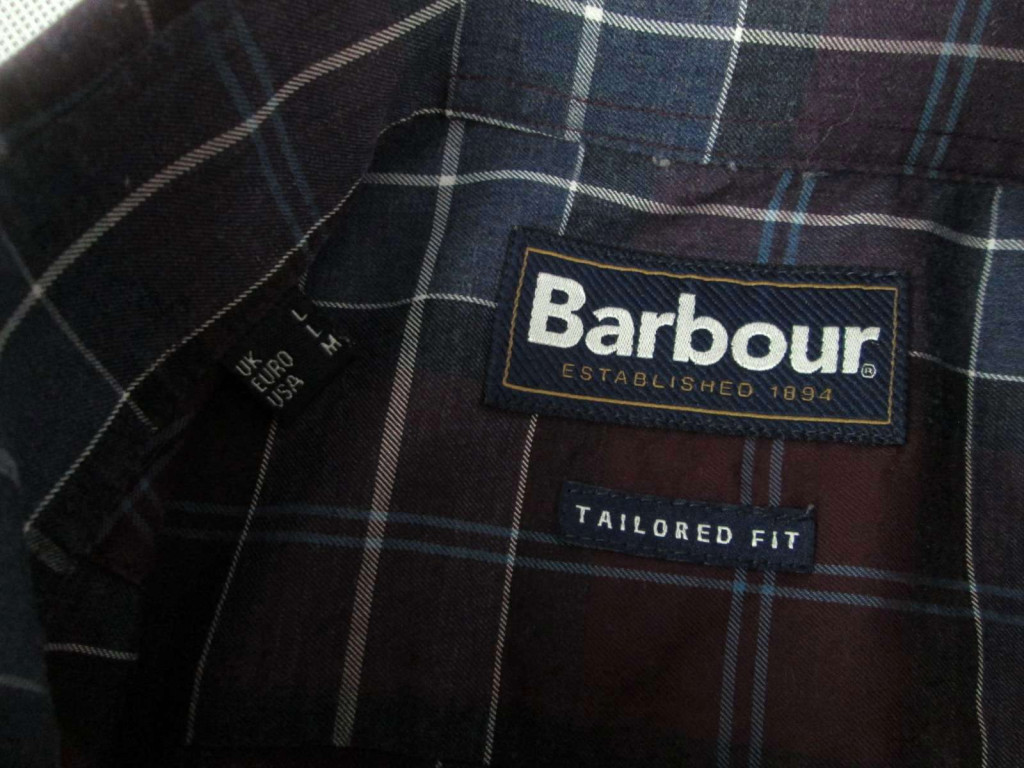 Barbour®
ESTABLISHED 1894
TAILORED FIT
UK L
EURO L
USA M